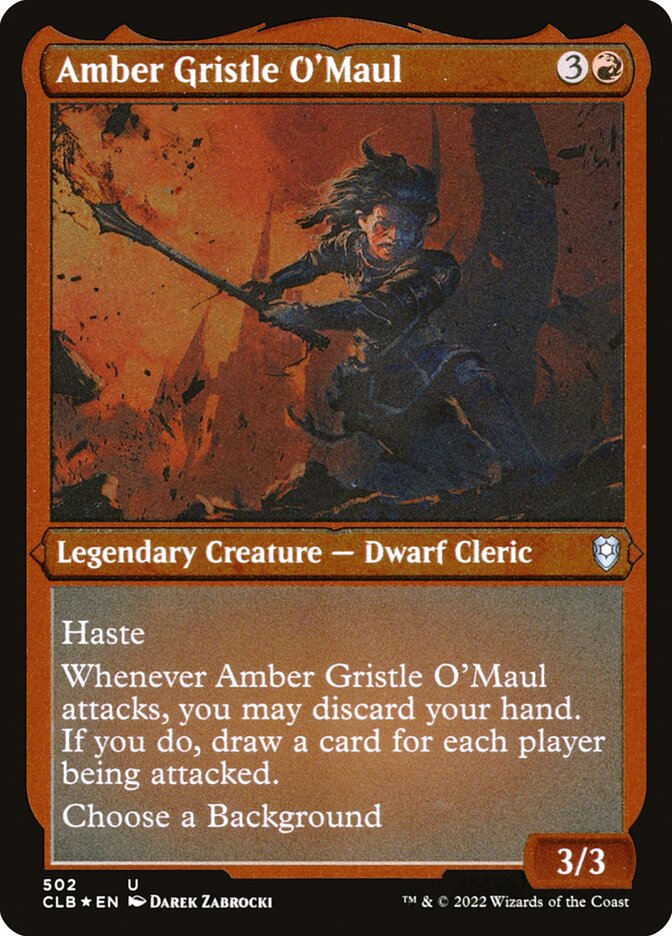 Amber Gristle O'Maul 3
Legendary Creature — Dwarf Cleric
Haste
Whenever Amber Gristle O'Maul
attacks, you may discard your hand.
If you do, draw a card for each player
being attacked.
Choose a Background
3/3
502 U
CLB★EN DAREK ZABROCKI ™ & © 2022 Wizards of the Coast